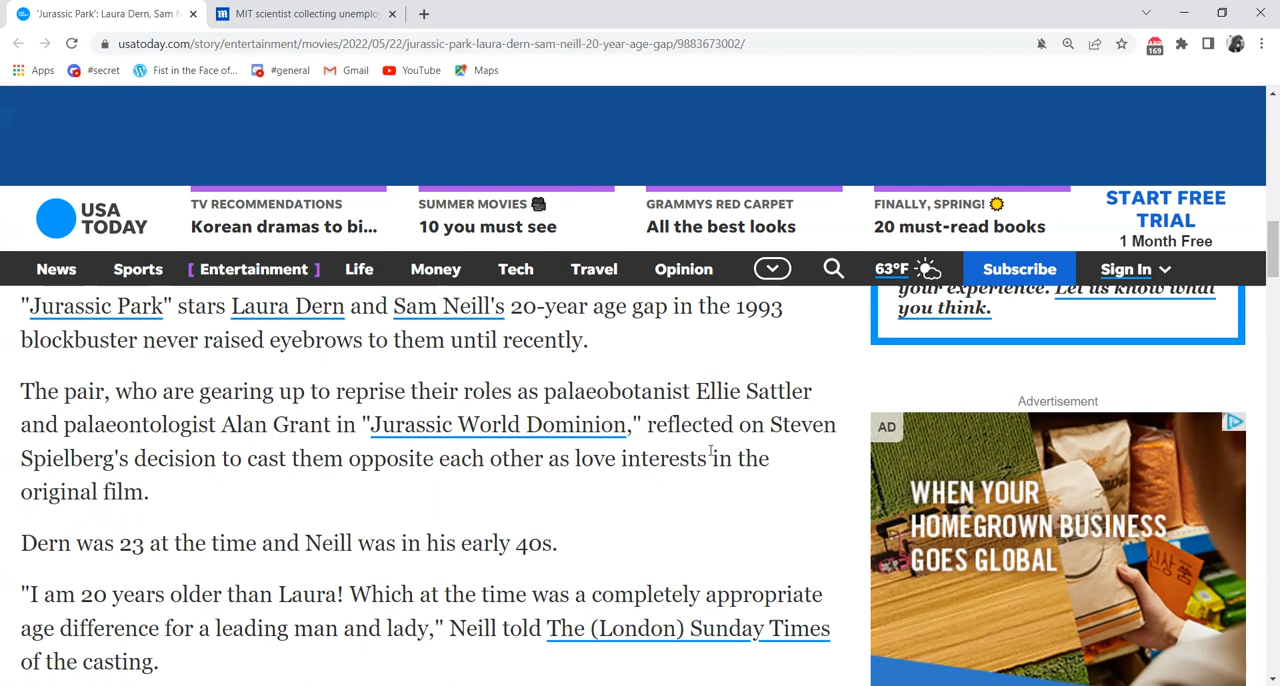 'Jurassic Park': Laura Dern, Sam N
MIT scientist collecting unemploy
usatoday.com/story/entertainment/movies/2022/05/22/jurassic-park-laura-dern-sam-neill-20-year-age-gap/9883673002/
169
Apps #secret Fist in the Face of... #general Gmail YouTube Maps
USA TODAY
TV RECOMMENDATIONS
Korean dramas to bi...
SUMMER MOVIES
10 you must see
GRAMMYS RED CARPET
All the best looks
FINALLY, SPRING!
20 must-read books
START FREE
TRIAL
1 Month Free
News Sports [ Entertainment ] Life Money Tech Travel Opinion 63°F Subscribe Sign In
"Jurassic Park" stars Laura Dern and Sam Neill's 20-year age gap in the 1993
blockbuster never raised eyebrows to them until recently.
The pair, who are gearing up to reprise their roles as palaeobotanist Ellie Sattler
and palaeontologist Alan Grant in "Jurassic World Dominion," reflected on Steven
Spielberg's decision to cast them opposite each other as love interests in the
original film.
Dern was 23 at the time and Neill was in his early 40s.
"I am 20 years older than Laura! Which at the time was a completely appropriate
age difference for a leading man and lady," Neill told The (London) Sunday Times
of the casting.
your experience. Let us know what
you think.
Advertisement
AD
WHEN YOUR
HOMEGROWN BUSINESS
GOES GLOBAL